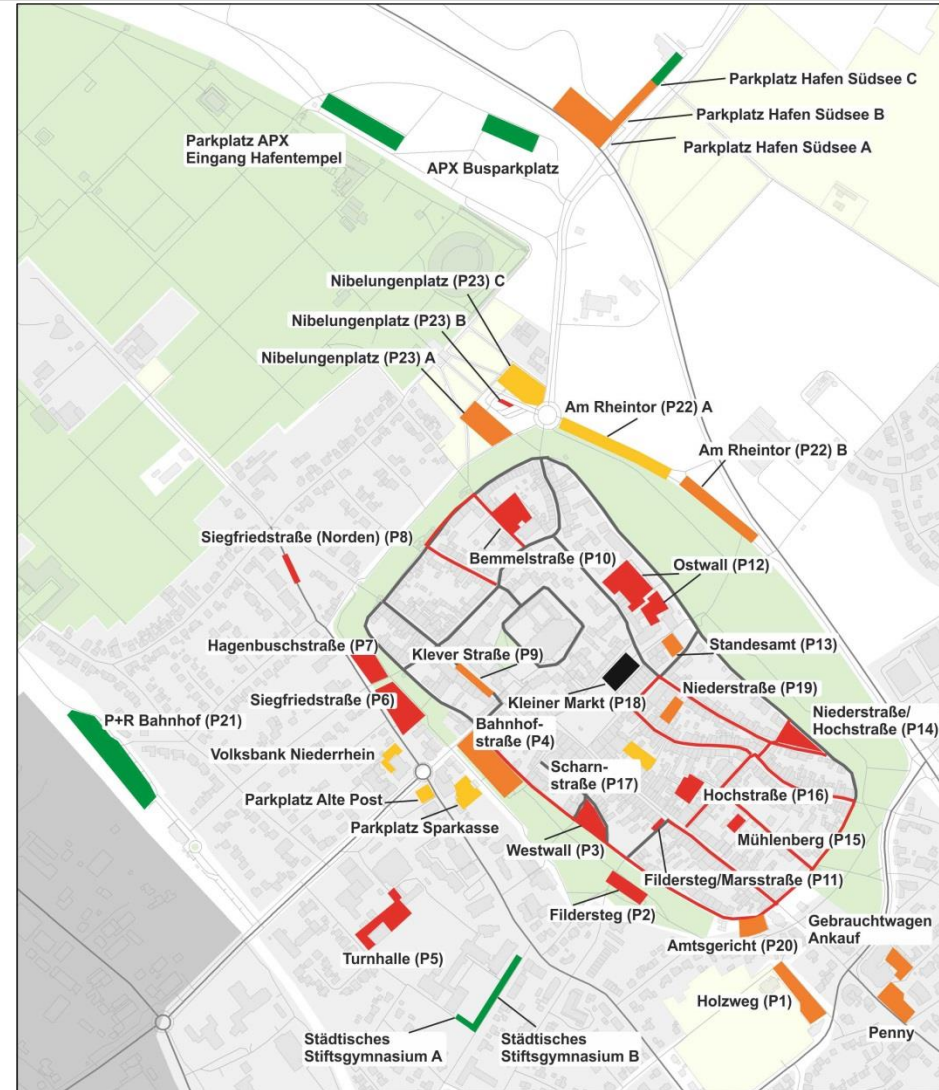 Parkplatz Hafen Südsee C
Parkplatz Hafen Südsee B
Parkplatz Hafen Südsee A
Parkplatz APX
Eingang Hafentempel
APX Busparkplatz
Nibelungenplatz (P23) C
Nibelungenplatz (P23) B
Nibelungenplatz (P23) A
Am Rheintor (P22) A
Am Rheintor (P22) B
Siegfriedstraße (Norden) (P8)
Bemmelstraße (P10)
Ostwall (P12)
Hagenbuschstraße (P7)
Klever Straße (P9)
Standesamt (P13)
Siegfriedstraße (P6)
Kleiner Markt (P18)
Niederstraße (P19)
Niederstraße/
Hochstraße (P14)
P+R Bahnhof (P21)
Bahnhof-
straße (P4)
Volksbank Niederrhein
Scharn-
straße (P17)
Parkplatz Alte Post
Hochstraße (P16)
Parkplatz Sparkasse
Westwall (P3)
Mühlenberg (P15)
Fildersteg/Marsstraße (P11)
Fildersteg (P2)
Amtsgericht (P20)
Gebrauchtwagen
Ankauf
Turnhalle (P5)
Holzweg (P1)
Penny
Städtisches
Stiftsgymnasium A
Städtisches
Stiftsgymnasium B